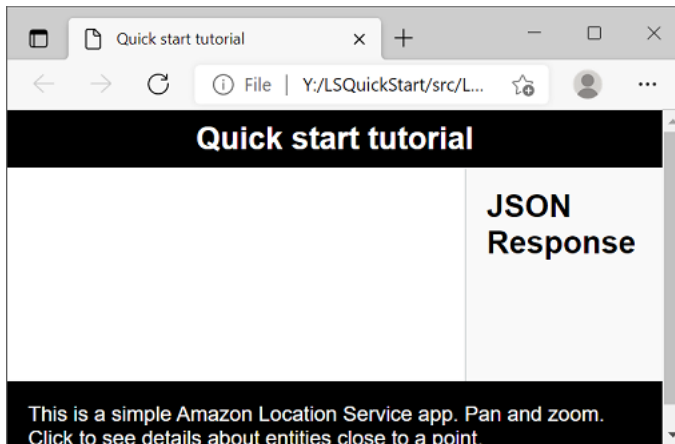 Quick start tutorial
File | Y:/LSQuickStart/src/L...
Quick start tutorial
JSON
Response
This is a simple Amazon Location Service app. Pan and zoom.
Click to see details about entities close to a point.